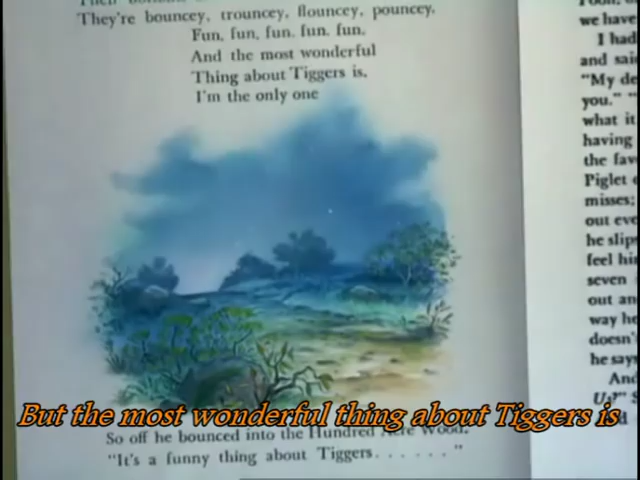 They're bouncey, trouncey, flouncey, pouncey,
Fun, fun, fun, fun, fun.
And the most wonderful
Thing about Tiggers is,
I'm the only one
But the most wonderful thing about Tiggers is
So off he bounced into the Hundred Acre Wood.
"It's a funny thing about Tiggers . . . . . . "
we have
I had
and said
"My de
you."
what it
having
the fav
Piglet
misses;
out eve
he slip
feel hi
seven
out an
way he
doesn'
he say
And